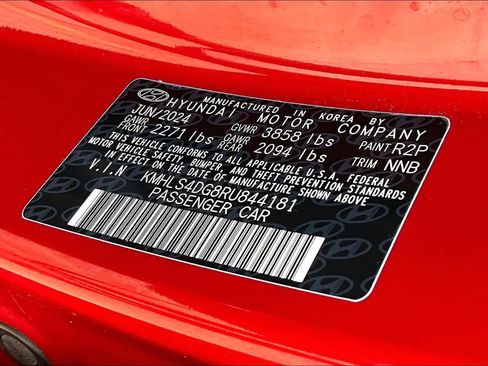 MANUFACTURED IN KOREA BY
HYUNDAI MOTOR COMPANY
JUN/2024 GVWR 3858 lbs PAINT R2P
GAWR FRONT 2271 lbs GAWR REAR 2094 lbs TRIM NNB
THIS VEHICLE CONFORMS TO ALL APPLICABLE U.S.A. FEDERAL
MOTOR VEHICLE SAFETY, BUMPER, AND THEFT PREVENTION STANDARDS
IN EFFECT ON THE DATE OF MANUFACTURE SHOWN ABOVE
V.I.N KMHLS4DG8RU844181
PASSENGER CAR